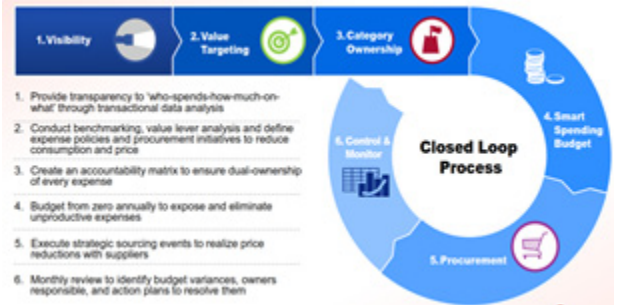 1.Visibility
2.Value
Targeting
3.Category
Ownership
4.Smart
Spending
Budget
5.Procurement
6.Control &
Monitor
Closed Loop
Process
1. Provide transparency to 'who-spends-how-much-on-
what' through transactional data analysis
2. Conduct benchmarking, value lever analysis and define
expense policies and procurement initiatives to reduce
consumption and price
3. Create an accountability matrix to ensure dual-ownership
of every expense
4. Budget from zero annually to expose and eliminate
unproductive expenses
5. Execute strategic sourcing events to realize price
reductions with suppliers
6. Monthly review to identify budget variances, owners
responsible, and action plans to resolve them